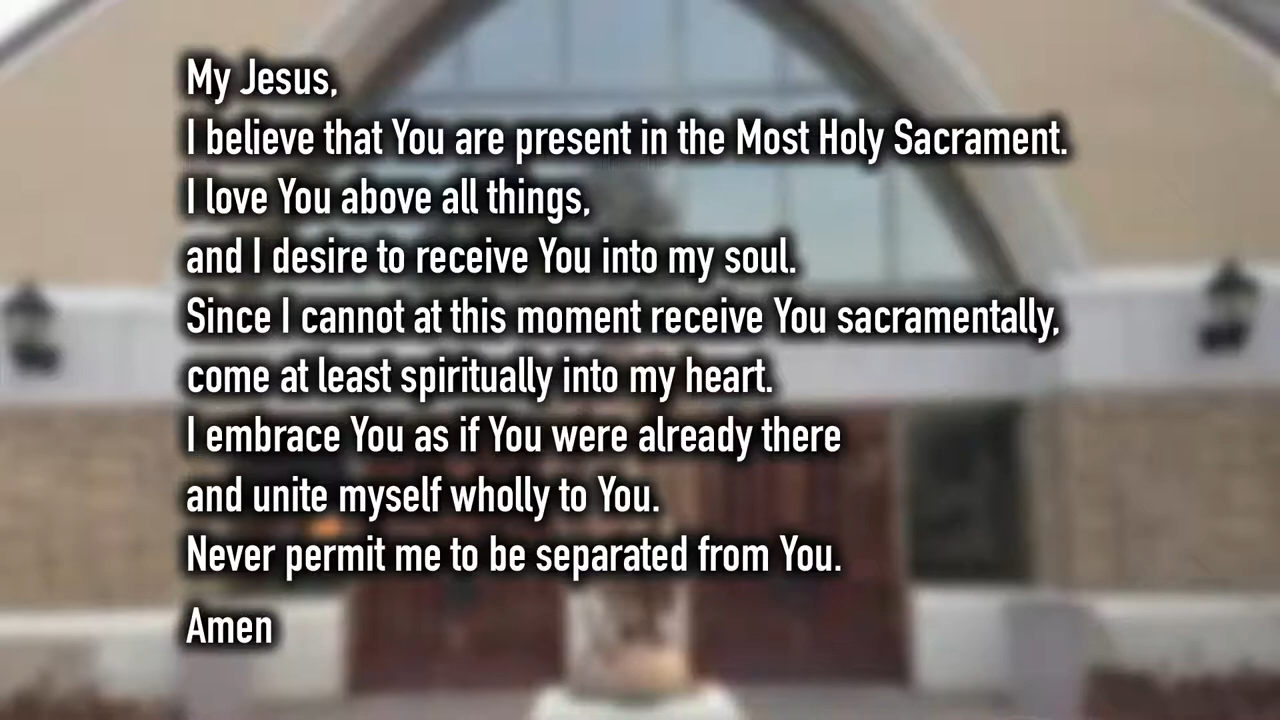 My Jesus,
I believe that You are present in the Most Holy Sacrament.
I love You above all things,
and I desire to receive You into my soul.
Since I cannot at this moment receive You sacramentally,
come at least spiritually into my heart.
I embrace You as if You were already there
and unite myself wholly to You.
Never permit me to be separated from You.
Amen